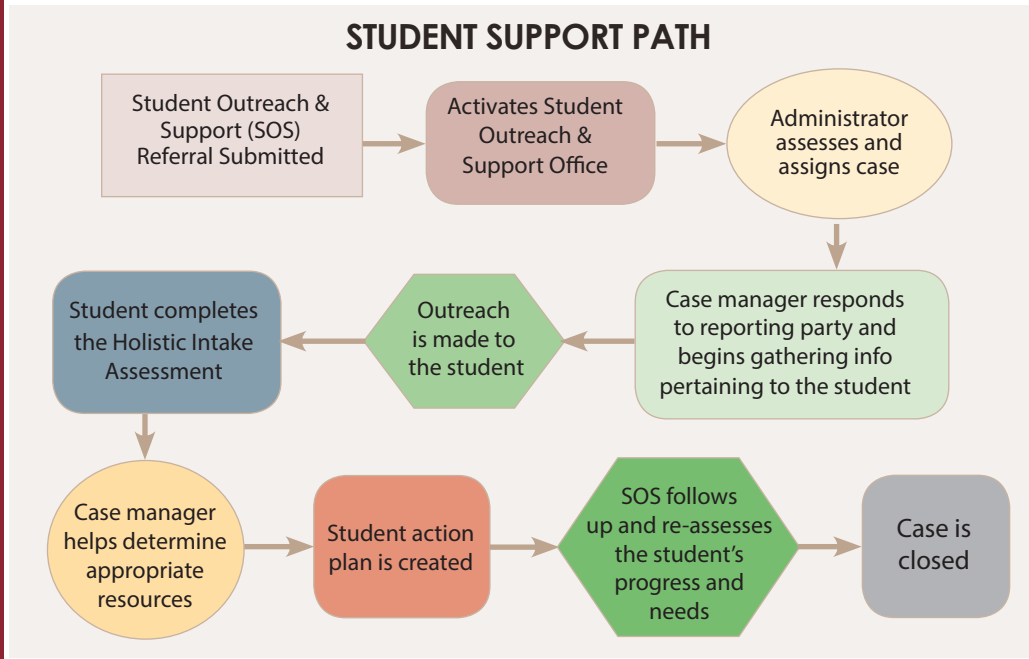 STUDENT SUPPORT PATH
Student Outreach &
Support (SOS)
Referral Submitted
Activates Student
Outreach &
Support Office
Administrator
assesses and
assigns case
Case manager responds
to reporting party and
begins gathering info
pertaining to the student
Outreach
is made to
the student
Student completes
the Holistic Intake
Assessment
Case manager
helps determine
appropriate
resources
Student action
plan is created
SOS follows
up and re-assesses
the student’s
progress and
needs
Case is
closed